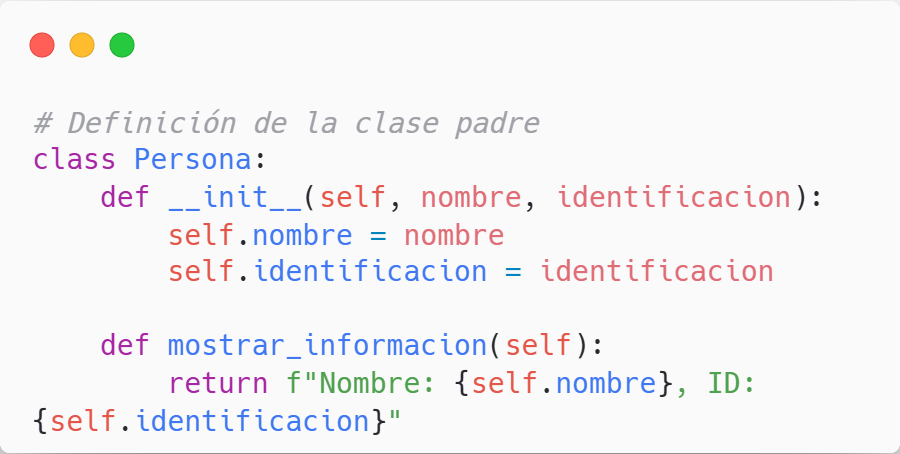 # Definición de la clase padre
class Persona:
    def __init__(self, nombre, identificacion):
        self.nombre = nombre
        self.identificacion = identificacion

    def mostrar_informacion(self):
        return f"Nombre: {self.nombre}, ID:
{self.identificacion}"